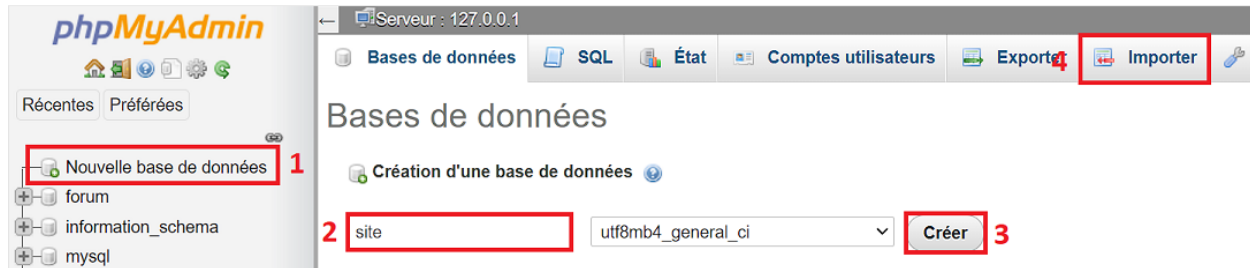 phpMyAdmin
Récentes Préférées
Nouvelle base de données 1
forum
information_schema
mysql
← Serveur : 127.0.0.1
Bases de données SQL État Comptes utilisateurs Exporter 4 Importer
Bases de données
Création d'une base de données
2 site utf8mb4_general_ci Créer 3